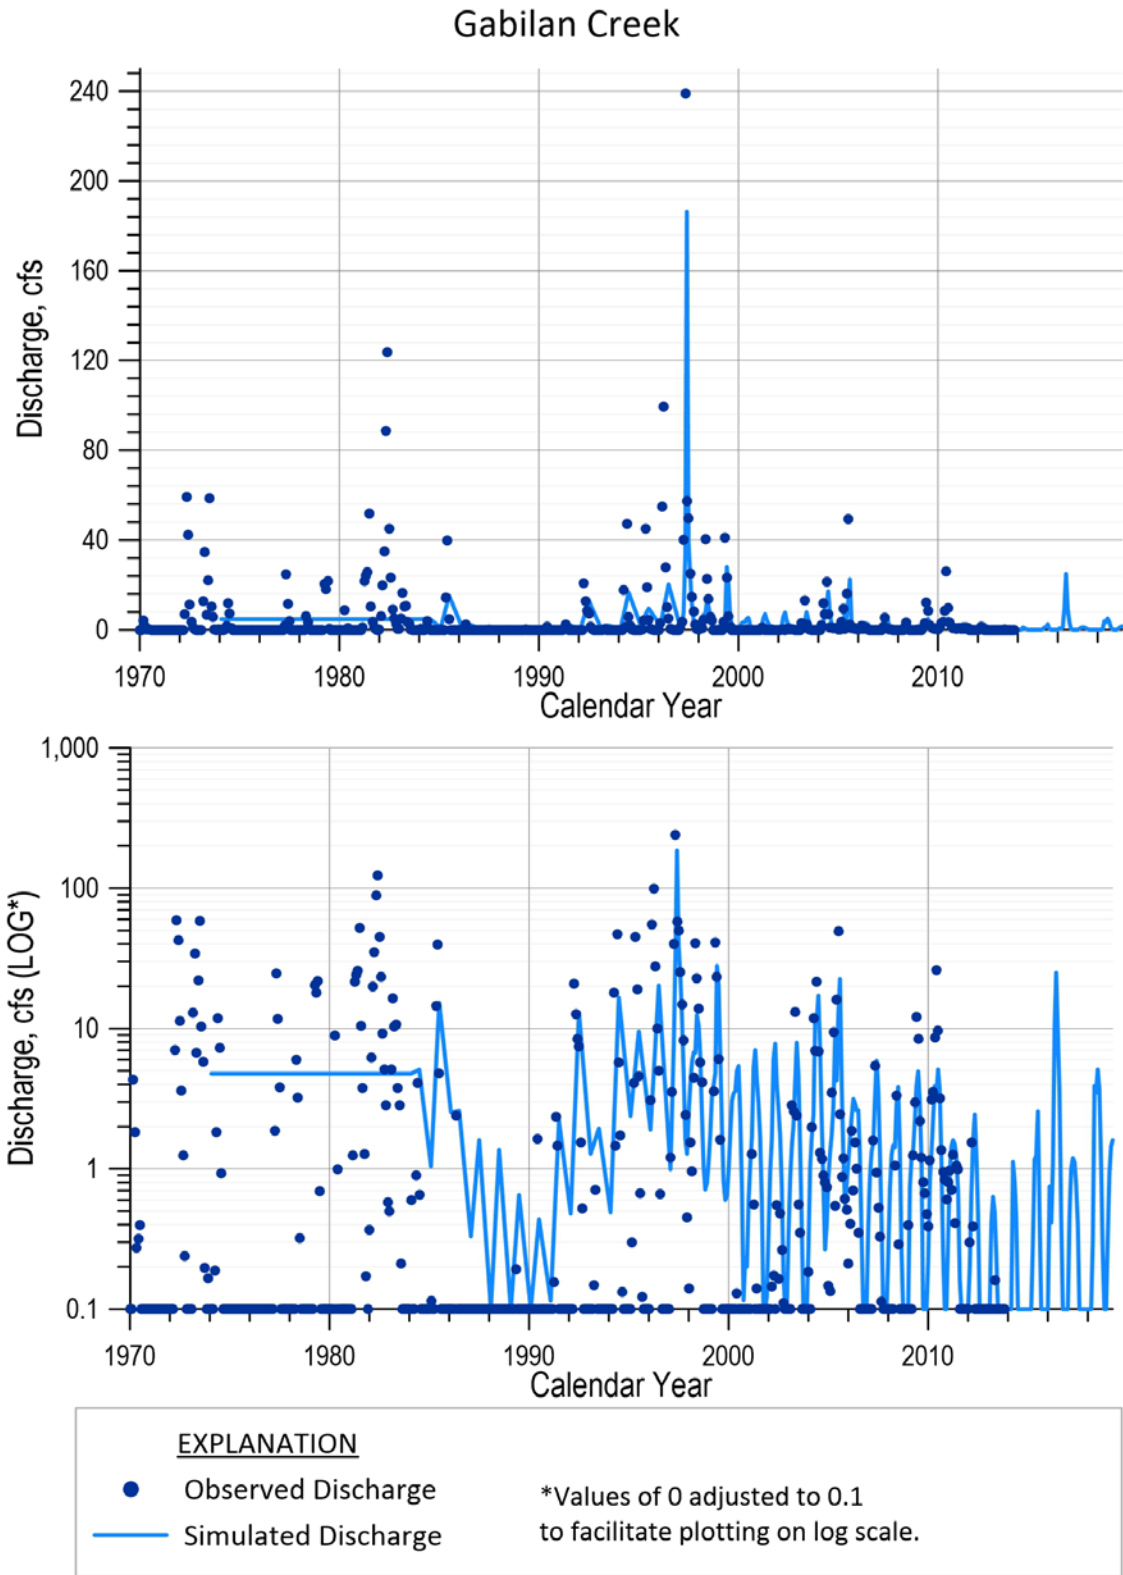 Gabilan Creek
240
200
160
120
80
40
0
Discharge, cfs
1970 1980 1990 2000 2010
Calendar Year
1,000
100
10
1
0.1
Discharge, cfs (LOG*)
1970 1980 1990 2000 2010
Calendar Year
EXPLANATION
Observed Discharge
Simulated Discharge
*Values of 0 adjusted to 0.1
to facilitate plotting on log scale.